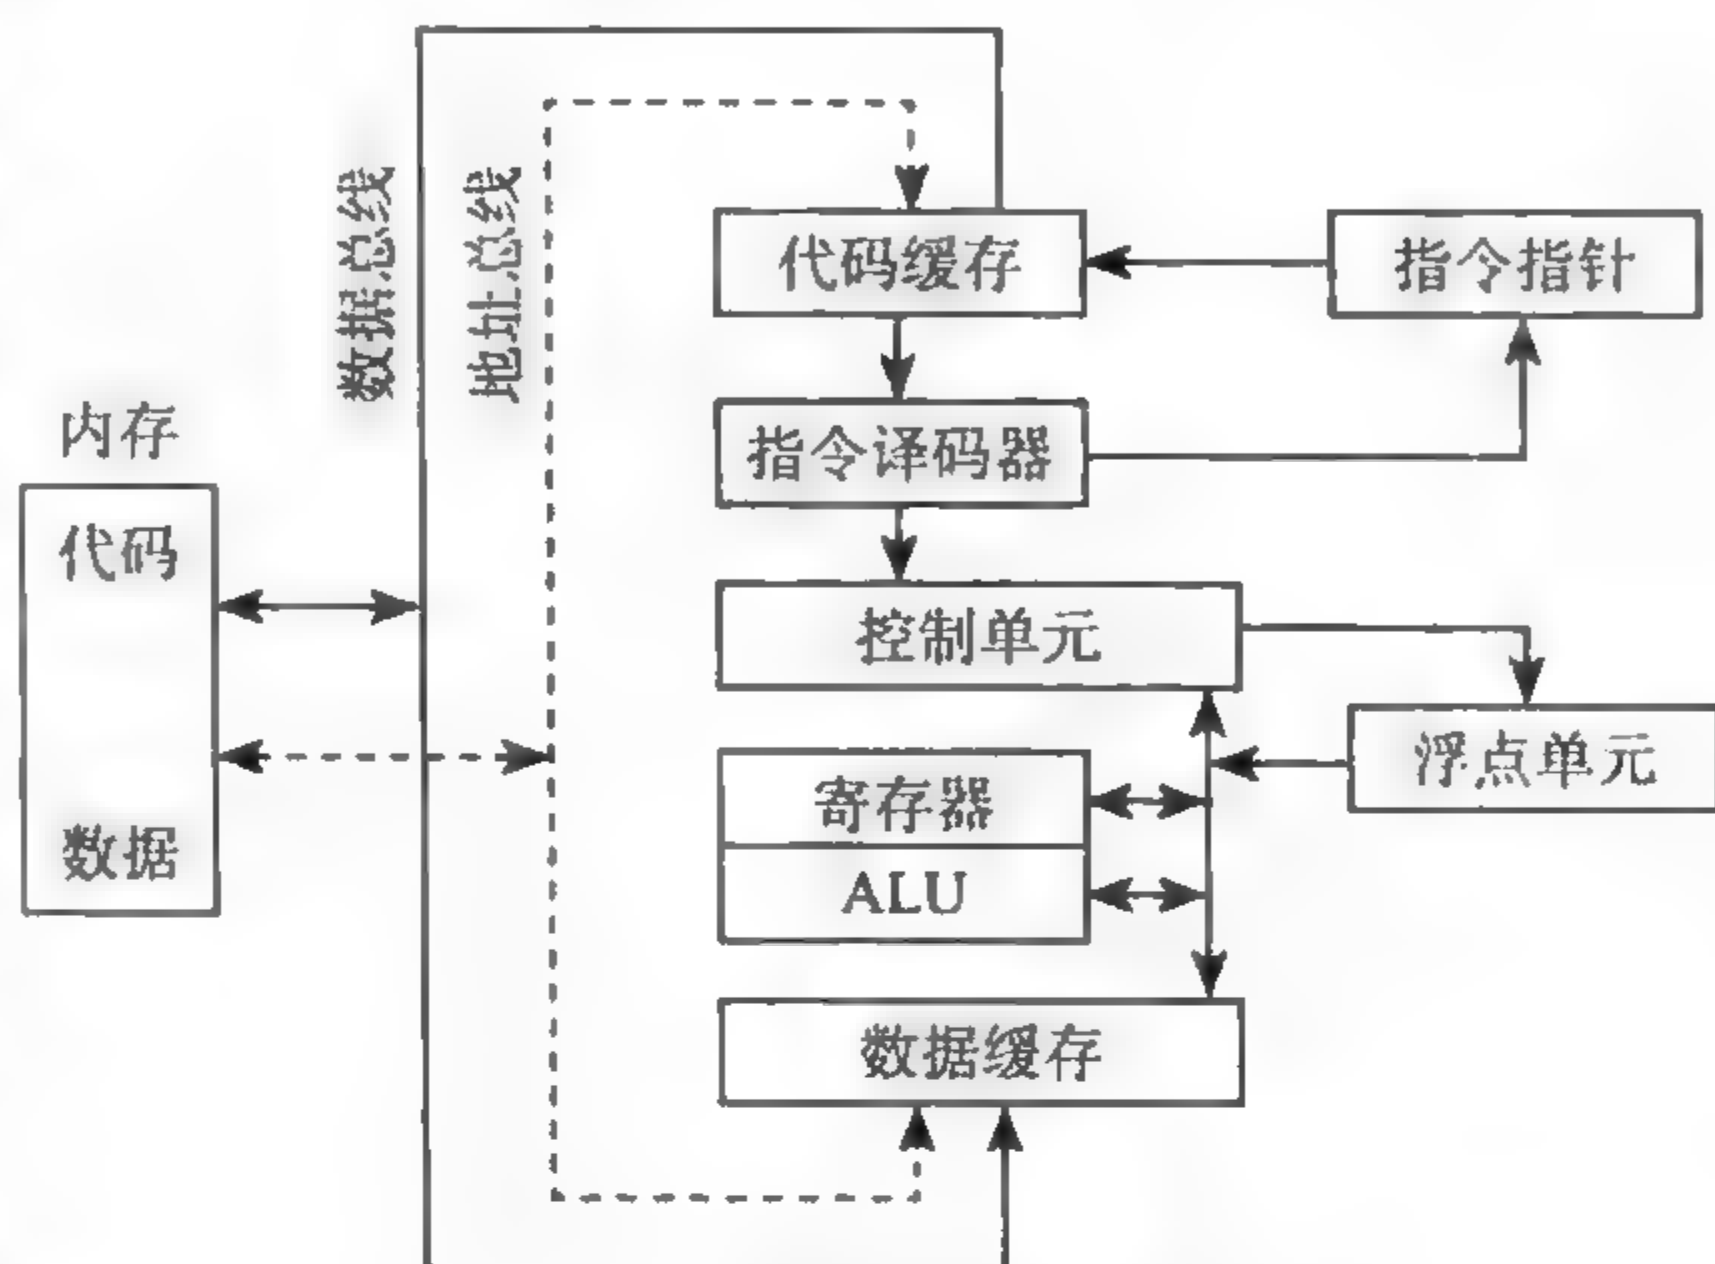 数据总线
地址总线
代码缓存
指令指针
内存
指令译码器
代码
控制单元
浮点单元
寄存器
数据
ALU
数据缓存